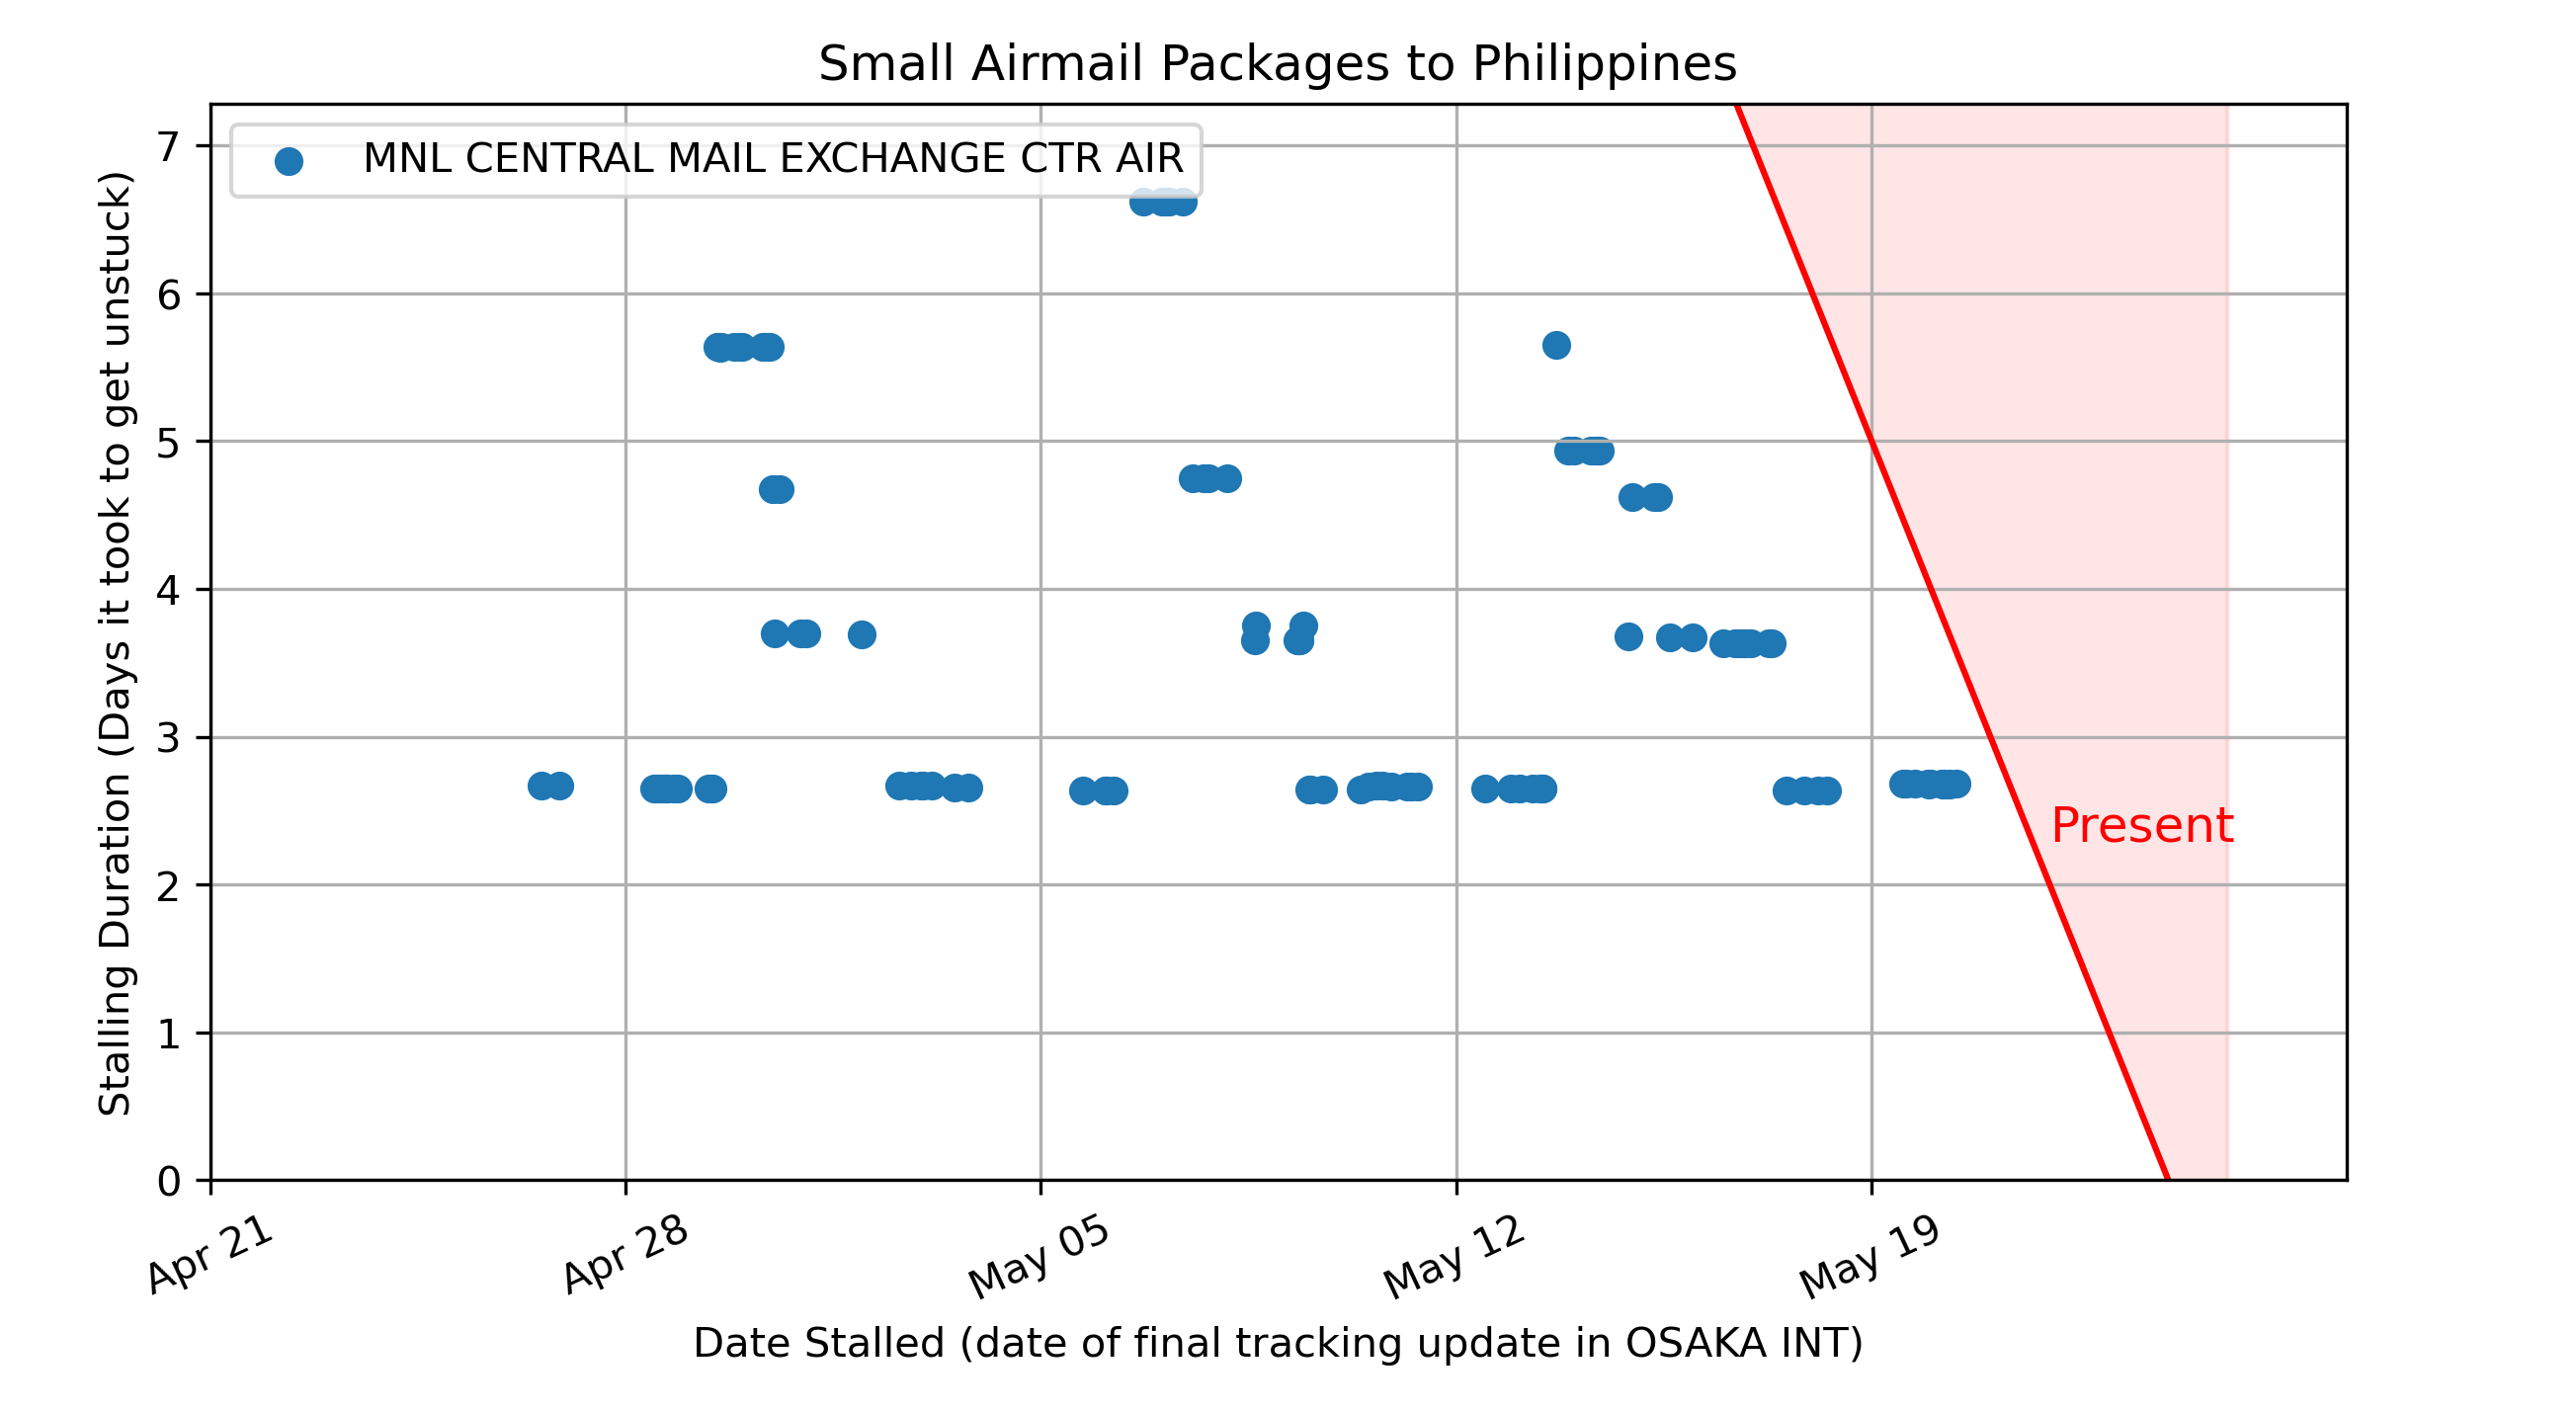 Small Airmail Packages to Philippines
MNL CENTRAL MAIL EXCHANGE CTR AIR
Stalling Duration (Days it took to get unstuck)
7
6
5
4
3
2
1
0
Present
Apr 21
Apr 28
May 05
May 12
May 19
Date Stalled (date of final tracking update in OSAKA INT)